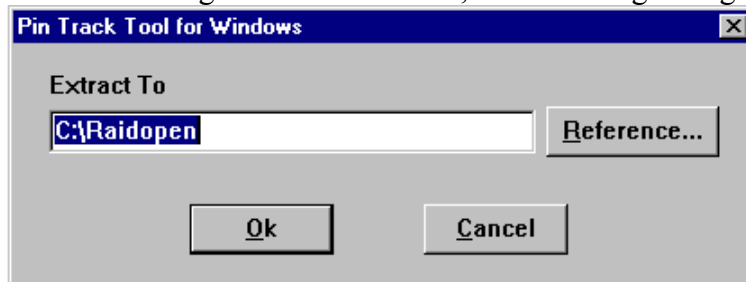 Pin Track Tool for Windows
Extract To
C:\Raidopen
Reference...
Ok
Cancel